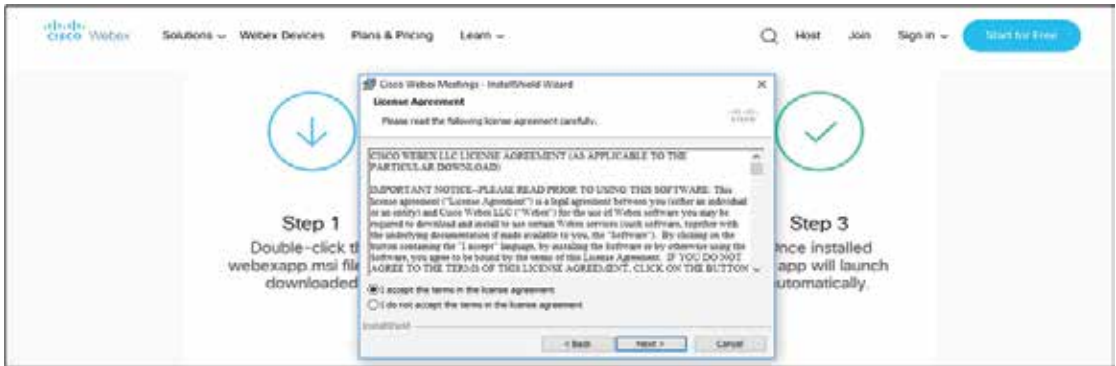 cisco Webex
Solutions
Webex Devices
Plans & Pricing
Learn
Host
Join
Sign in
Start for Free
Cisco Webex Meetings - InstallShield Wizard
License Agreement
Please read the following license agreement carefully.
cisco
CISCO WEBEX LLC LICENSE AGREEMENT (AS APPLICABLE TO THE
PARTICULAR DOWNLOAD)
IMPORTANT NOTICE--PLEASE READ PRIOR TO USING THIS SOFTWARE: This
license agreement ("License Agreement") is a legal agreement between you (either an individual
or an entity) and Cisco Webex LLC ("Webex") for the use of Webex software you may be
required to download and install to use certain Webex services (such software, together with
the underlying documentation if made available to you, the "Software"). By clicking on the
button containing the "I accept" language, by installing the Software or by otherwise using the
Software, you agree to be bound by the terms of this License Agreement. IF YOU DO NOT
AGREE TO THE TERMS OF THIS LICENSE AGREEMENT, CLICK ON THE BUTTON
I accept the terms in the license agreement
I do not accept the terms in the license agreement
InstallShield
< Back
Next >
Cancel
Step 1
Double-click th
webexapp.msi file
downloaded
Step 3
nce installed
app will launch
utomatically.